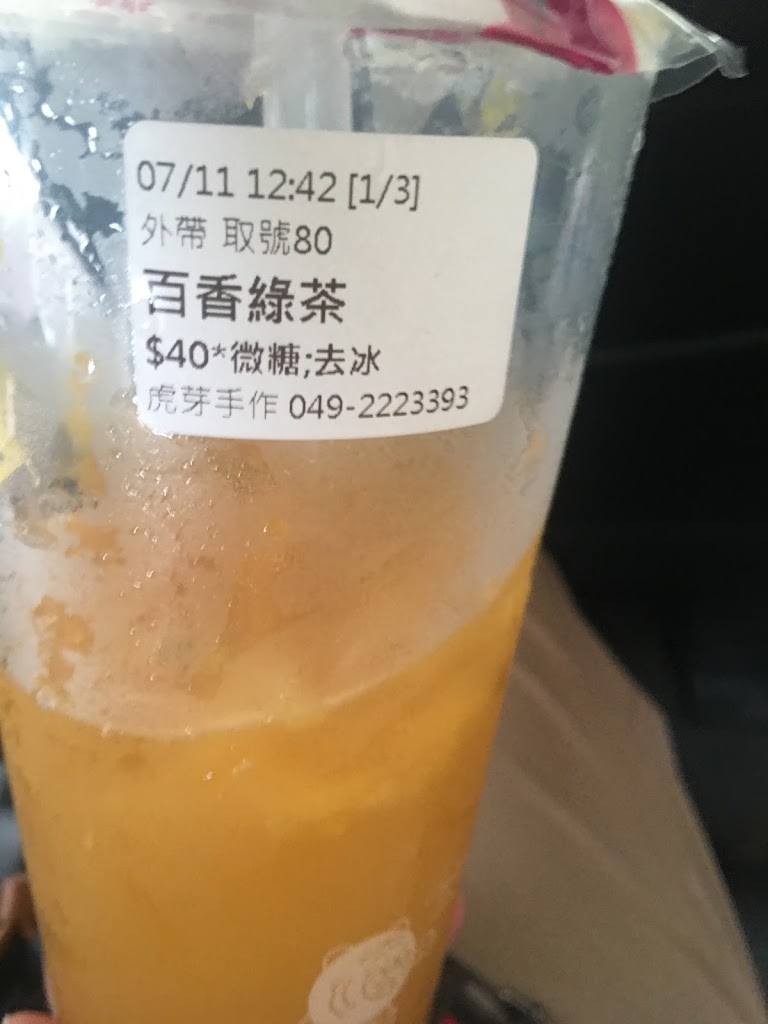 07/11 12:42 [1/3]
外帶 取號80
百香綠茶
$40*微糖;去冰
虎芽手作 049-2223393